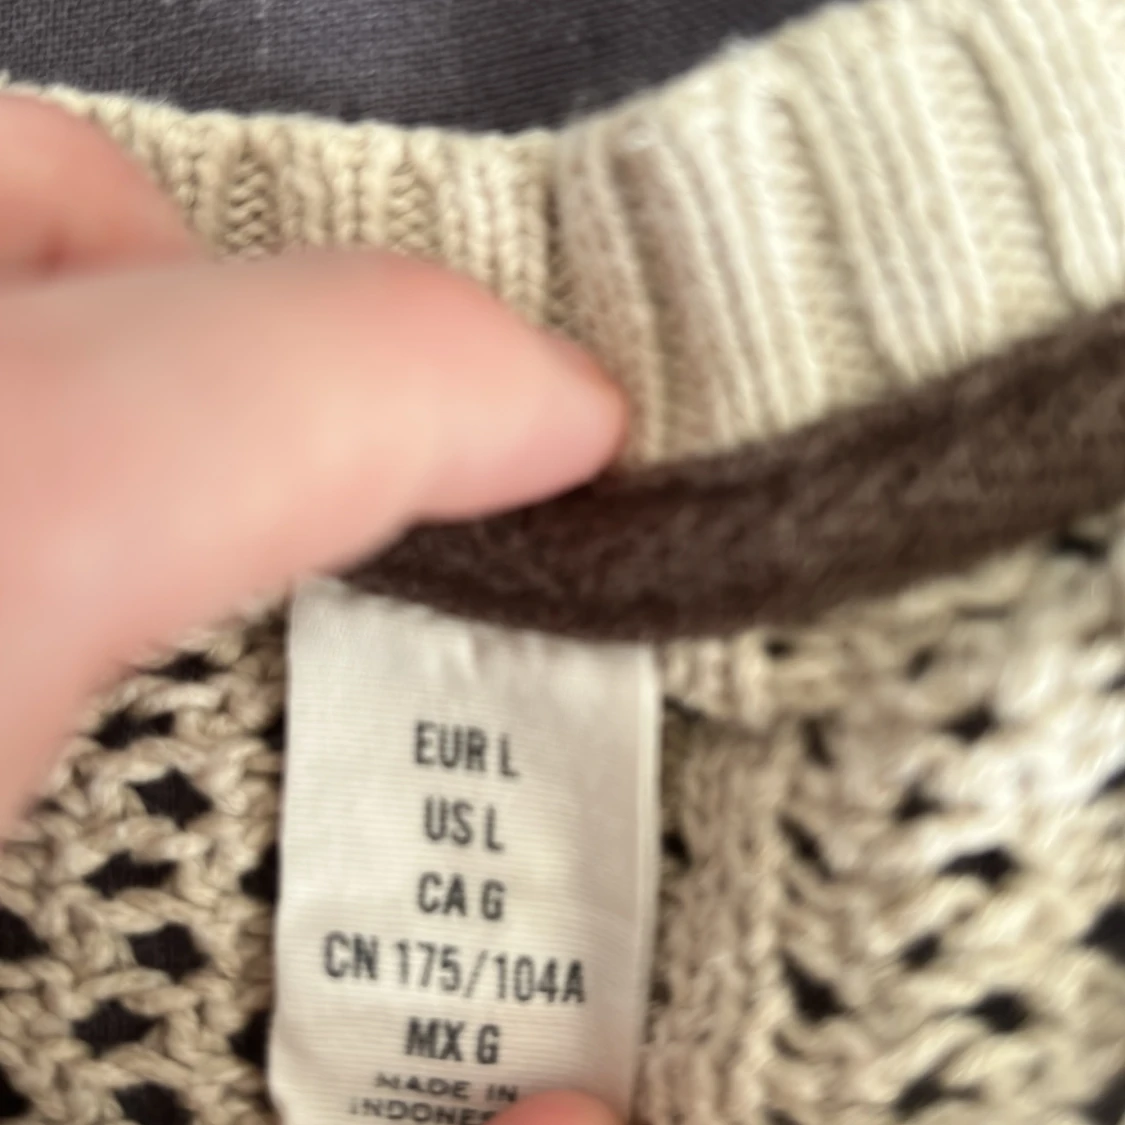 EUR L
US L
CA G
CN 175/104A
MX G
MADE IN